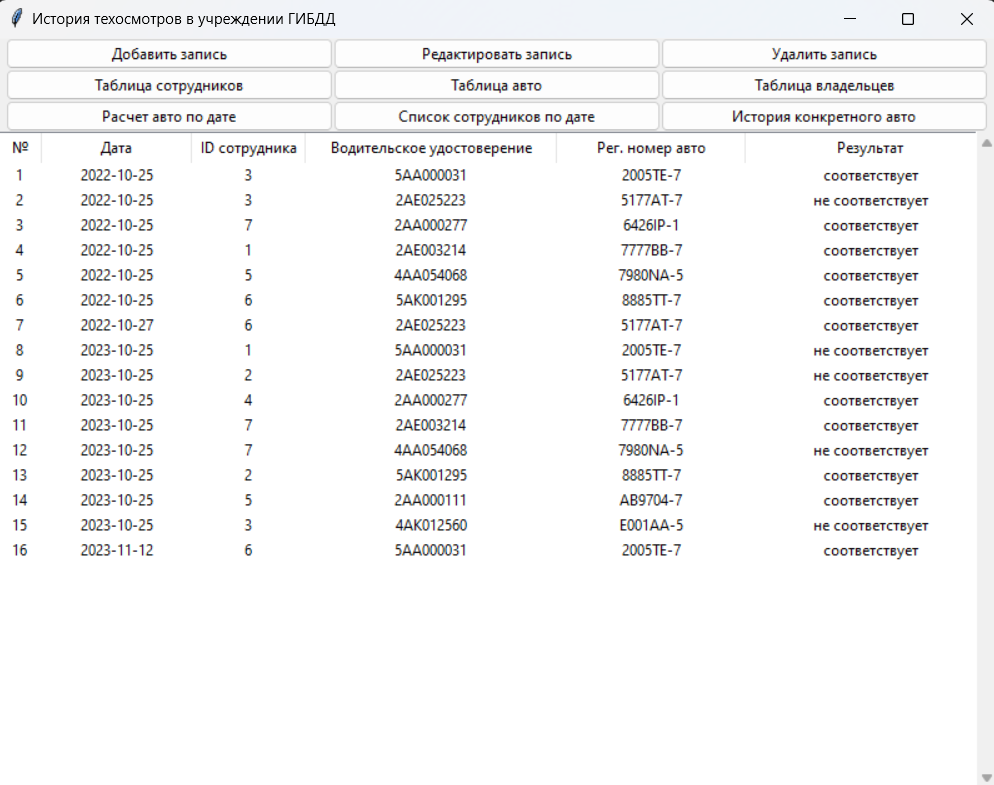 История техосмотров в учреждении ГИБДД
Добавить запись Редактировать запись Удалить запись
Таблица сотрудников Таблица авто Таблица владельцев
Расчет авто по дате Список сотрудников по дате История конкретного авто
№ Дата ID сотрудника Водительское удостоверение Рег. номер авто Результат
1 2022-10-25 3 5AA000031 2005TE-7 соответствует
2 2022-10-25 3 2AE025223 5177AT-7 не соответствует
3 2022-10-25 7 2AA000277 6426IP-1 соответствует
4 2022-10-25 1 2AE003214 7777BB-7 соответствует
5 2022-10-25 5 4AA054068 7980NA-5 соответствует
6 2022-10-25 6 5AK001295 8885TT-7 соответствует
7 2022-10-27 6 2AE025223 5177AT-7 соответствует
8 2023-10-25 1 5AA000031 2005TE-7 не соответствует
9 2023-10-25 2 2AE025223 5177AT-7 не соответствует
10 2023-10-25 4 2AA000277 6426IP-1 соответствует
11 2023-10-25 7 2AE003214 7777BB-7 соответствует
12 2023-10-25 7 4AA054068 7980NA-5 не соответствует
13 2023-10-25 2 5AK001295 8885TT-7 соответствует
14 2023-10-25 5 2AA000111 AB9704-7 соответствует
15 2023-10-25 3 4AK012560 E001AA-5 не соответствует
16 2023-11-12 6 5AA000031 2005TE-7 соответствует